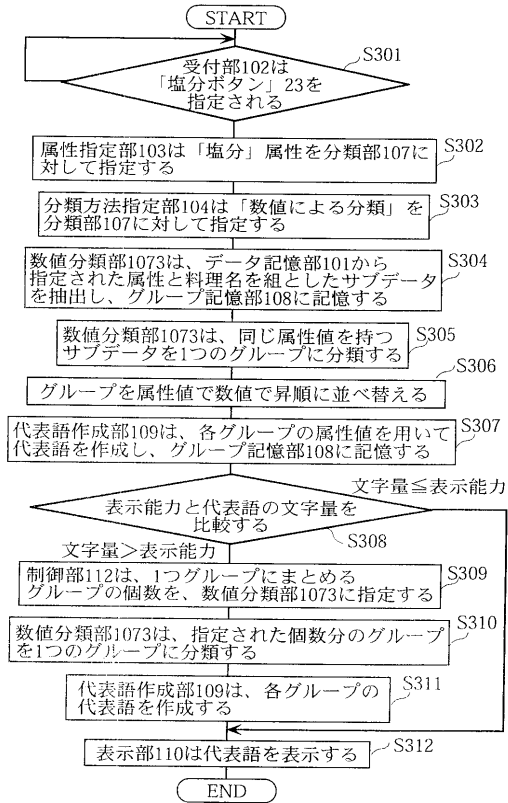 START
S301
受付部102は
「塩分ボタン」23を
指定される
S302
属性指定部103は「塩分」属性を分類部107に
対して指定する
S303
分類方法指定部104は「数値による分類」を
分類部107に対して指定する
S304
数値分類部1073は、データ記憶部101から
指定された属性と料理名を組としたサブデータ
を抽出し、グループ記憶部108に記憶する
S305
数値分類部1073は、同じ属性値を持つ
サブデータを1つのグループに分類する
S306
グループを属性値で数値で昇順に並べ替える
S307
代表語作成部109は、各グループの属性値を用いて
代表語を作成し、グループ記憶部108に記憶する
文字量≦表示能力
表示能力と代表語の文字量を
比較する
S308
文字量＞表示能力
S309
制御部112は、1つグループにまとめる
グループの個数を、数値分類部1073に指定する
S310
数値分類部1073は、指定された個数分のグループ
を1つのグループに分類する
S311
代表語作成部109は、各グループの
代表語を作成する
S312
表示部110は代表語を表示する
END